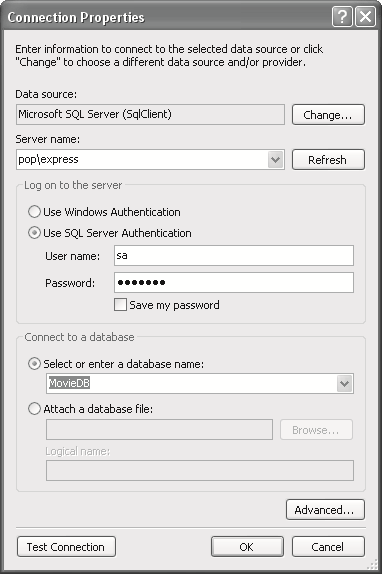 Connection Properties
Enter information to connect to the selected data source or click
"Change" to choose a different data source and/or provider.
Data source:
Microsoft SQL Server (SqlClient)
Change...
Server name:
pop\express
Refresh
Log on to the server
Use Windows Authentication
Use SQL Server Authentication
User name:
sa
Password:
●●●●●●●
Save my password
Connect to a database
Select or enter a database name:
MovieDB
Attach a database file:
Browse...
Logical name:
Advanced...
Test Connection
OK
Cancel